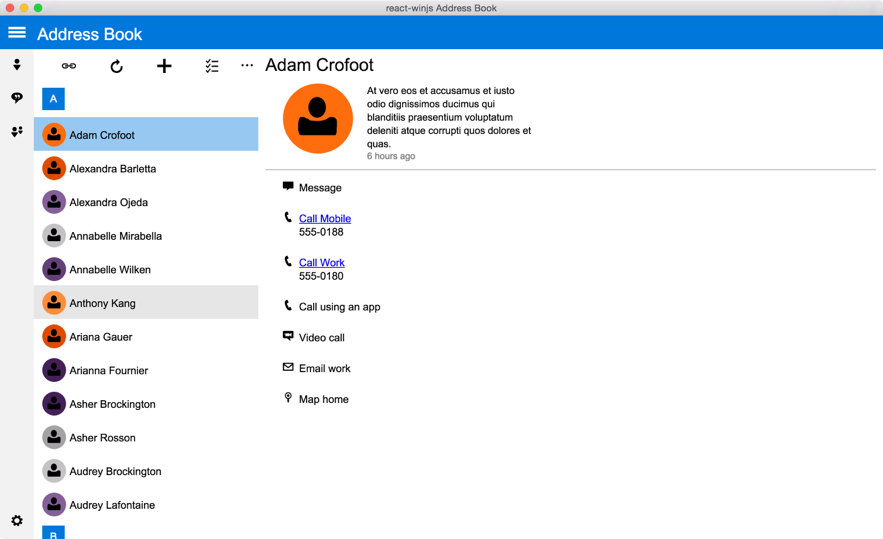 react-winjs Address Book
Address Book
A
Adam Crofoot
Alexandra Barletta
Alexandra Ojeda
Annabelle Mirabella
Annabelle Wilken
Anthony Kang
Ariana Gauer
Arianna Fournier
Asher Brockington
Asher Rosson
Audrey Brockington
Audrey Lafontaine
B
Adam Crofoot
At vero eos et accusamus et iusto
odio dignissimos ducimus qui
blanditiis praesentium voluptatum
deleniti atque corrupti quos dolores et
quas.
6 hours ago
Message
Call Mobile
555-0188
Call Work
555-0180
Call using an app
Video call
Email work
Map home